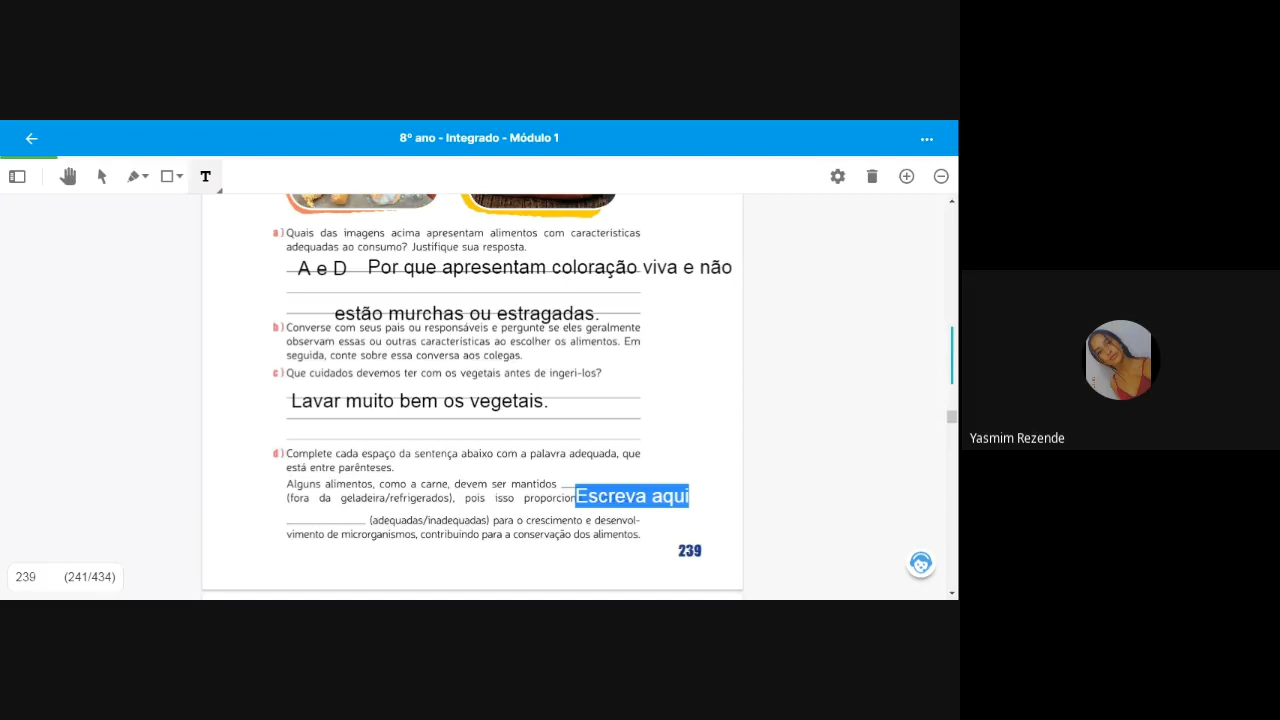 8º ano - Integrado - Módulo 1
T
a) Quais das imagens acima apresentam alimentos com características
adequadas ao consumo? Justifique sua resposta.
A e D Por que apresentam coloração viva e não
estão murchas ou estragadas.
b) Converse com seus pais ou responsáveis e pergunte se eles geralmente
observam essas ou outras características ao escolher os alimentos. Em
seguida, conte sobre essa conversa aos colegas.
c) Que cuidados devemos ter com os vegetais antes de ingeri-los?
Lavar muito bem os vegetais.
d) Complete cada espaço da sentença abaixo com a palavra adequada, que
está entre parênteses.
Alguns alimentos, como a carne, devem ser mantidos
(fora da geladeira/refrigerados), pois isso proporcion
Escreva aqui
(adequadas/inadequadas) para o crescimento e desenvol-
vimento de microrganismos, contribuindo para a conservação dos alimentos.
239
239 (241/434)
Yasmim Rezende